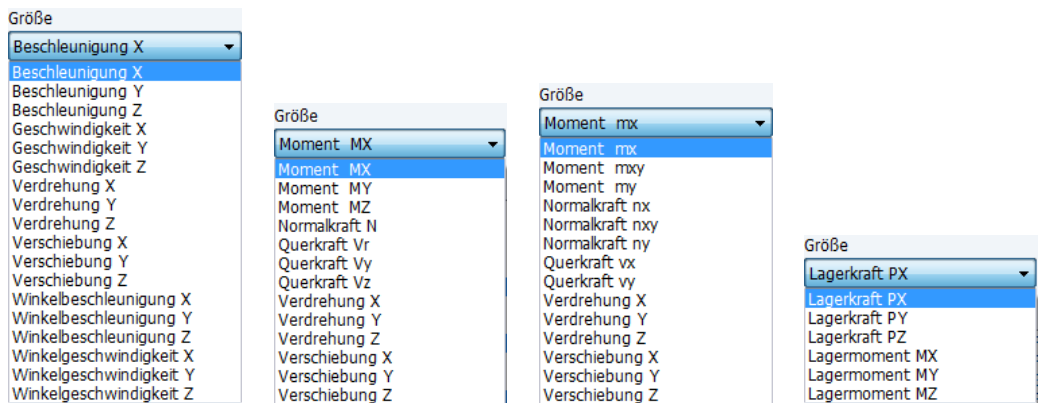 Größe
Beschleunigung X
Beschleunigung X
Beschleunigung Y
Beschleunigung Z
Geschwindigkeit X
Geschwindigkeit Y
Geschwindigkeit Z
Verdrehung X
Verdrehung Y
Verdrehung Z
Verschiebung X
Verschiebung Y
Verschiebung Z
Winkelbeschleunigung X
Winkelbeschleunigung Y
Winkelbeschleunigung Z
Winkelgeschwindigkeit X
Winkelgeschwindigkeit Y
Winkelgeschwindigkeit Z
Größe
Moment MX
Moment MX
Moment MY
Moment MZ
Normalkraft N
Querkraft Vr
Querkraft Vy
Querkraft Vz
Verdrehung X
Verdrehung Y
Verdrehung Z
Verschiebung X
Verschiebung Y
Verschiebung Z
Größe
Moment mx
Moment mx
Moment mxy
Moment my
Normalkraft nx
Normalkraft nxy
Normalkraft ny
Querkraft vx
Querkraft vy
Verdrehung X
Verdrehung Y
Verdrehung Z
Verschiebung X
Verschiebung Y
Verschiebung Z
Größe
Lagerkraft PX
Lagerkraft PX
Lagerkraft PY
Lagerkraft PZ
Lagermoment MX
Lagermoment MY
Lagermoment MZ